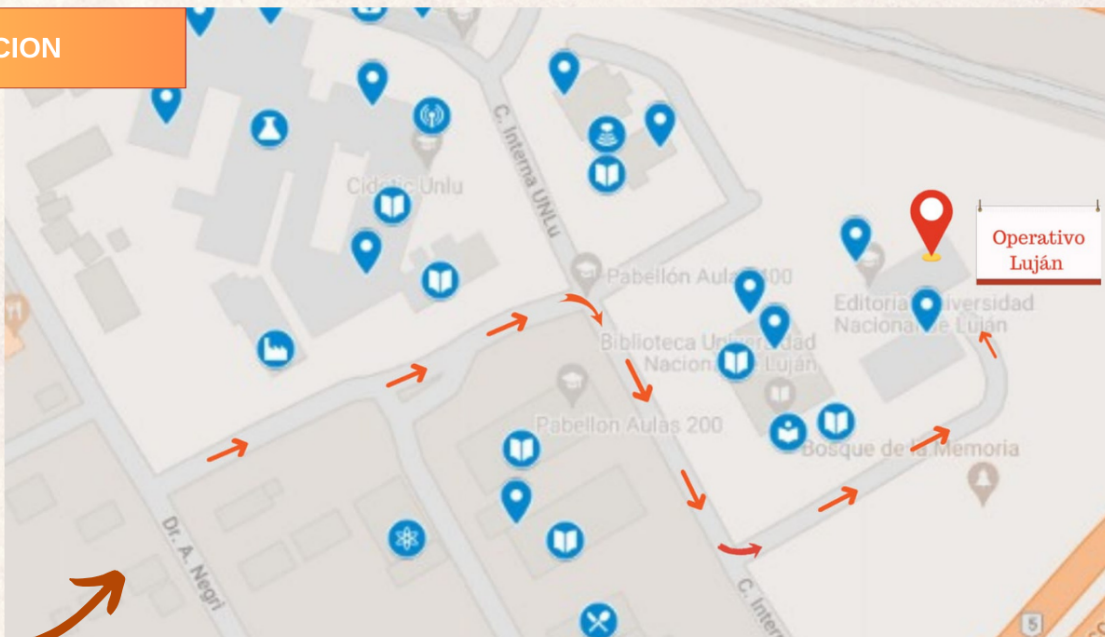 CION
C. Interna UNLu
Cidetic Unlu
Pabellón Aulas 400
Operativo
Luján
Editorial Universidad
Nacional de Luján
Biblioteca Universidad
Nacional de Luján
Pabellon Aulas 200
Bosque de la Memoria
Dr. A. Negri
C. Inter
5